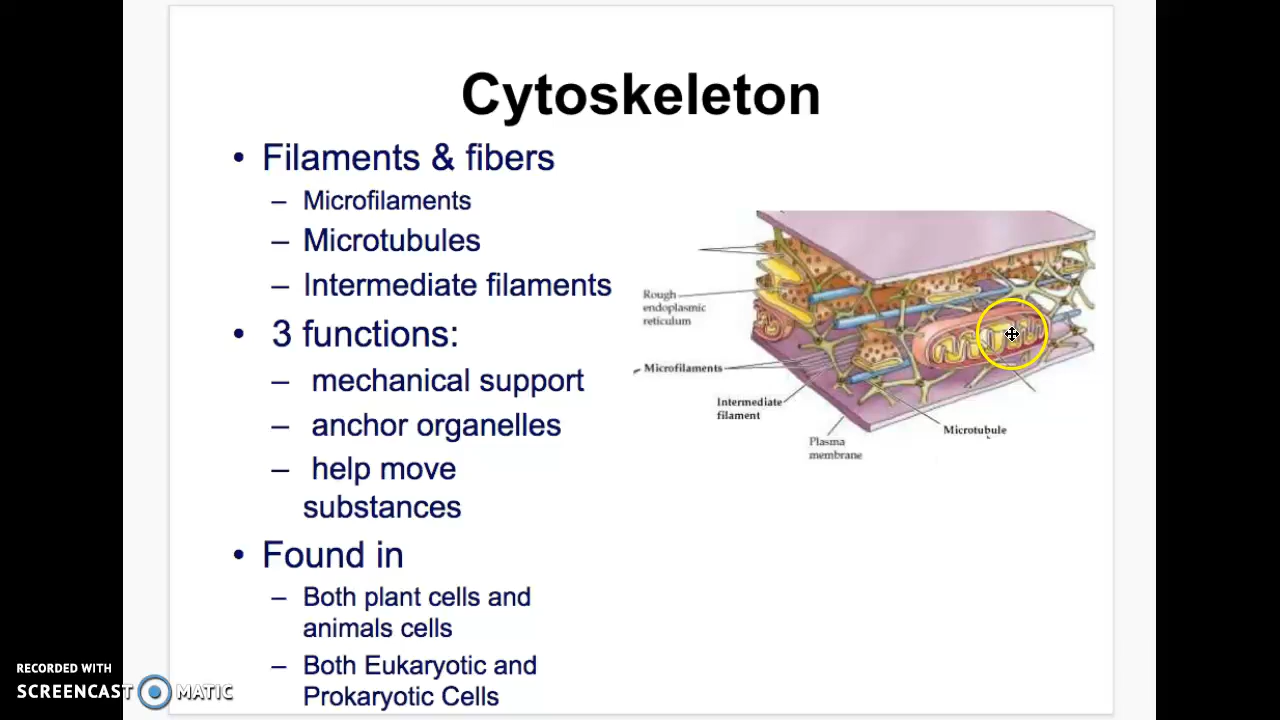 Cytoskeleton
• Filaments & fibers
– Microfilaments
– Microtubules
– Intermediate filaments
• 3 functions:
– mechanical support
– anchor organelles
– help move
substances
• Found in
– Both plant cells and
animals cells
– Both Eukaryotic and
Prokaryotic Cells
Rough
endoplasmic
reticulum
Microfilaments
Intermediate
filament
Plasma
membrane
Microtubule
RECORDED WITH
SCREENCAST MATIC